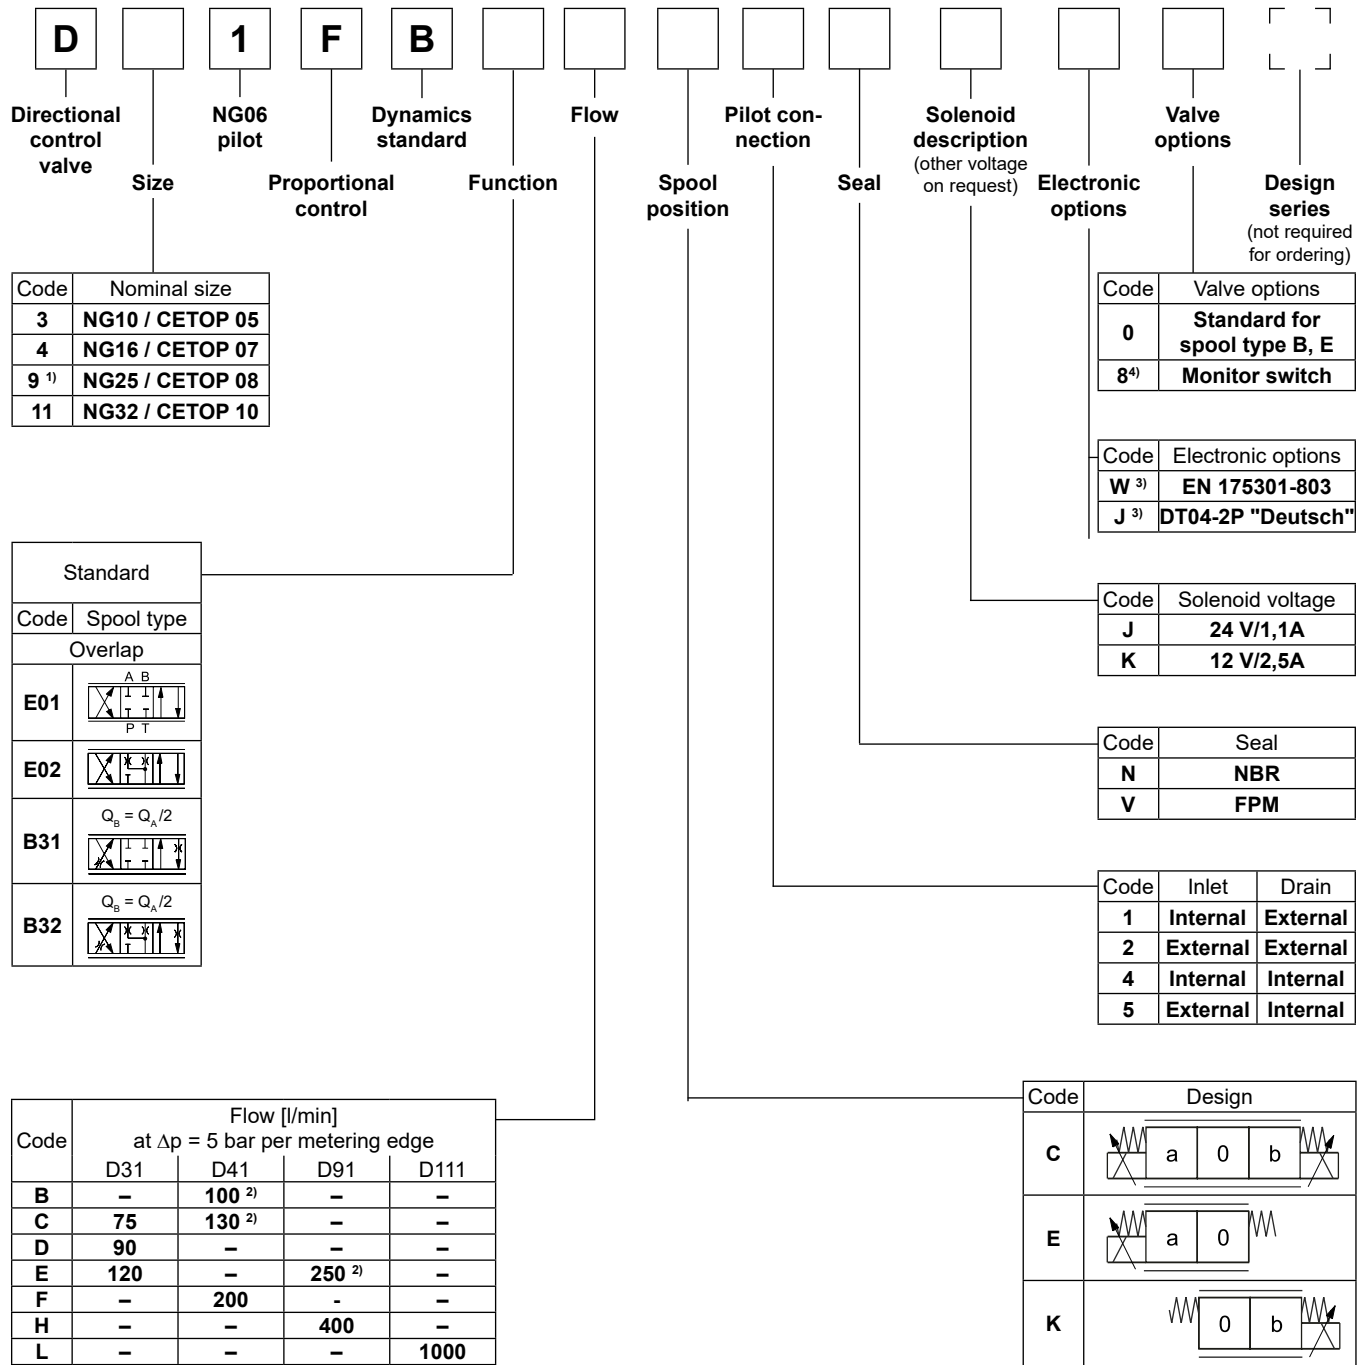 D 1 F B
Directional control valve
Size
NG06 pilot
Proportional control
Dynamics standard
Function
Flow
Spool position
Pilot con-
nection
Seal
Solenoid description
(other voltage on request)
Electronic options
Valve options
Design series
(not required for ordering)
Code Nominal size
3 NG10 / CETOP 05
4 NG16 / CETOP 07
9 1) NG25 / CETOP 08
11 NG32 / CETOP 10
Code Valve options
0 Standard for spool type B, E
8 4) Monitor switch
Code Electronic options
W 3) EN 175301-803
J 3) DT04-2P "Deutsch"
Standard
Code Spool type
Overlap
A B
E01
P T
E02
QB = QA/2
B31
QB = QA/2
B32
Code Solenoid voltage
J 24 V/1,1A
K 12 V/2,5A
Code Seal
N NBR
V FPM
Code Inlet Drain
1 Internal External
2 External External
4 Internal Internal
5 External Internal
Code Flow [l/min]
at Δp = 5 bar per metering edge
D31 D41 D91 D111
B – 100 2) – –
C 75 130 2) – –
D 90 – – –
E 120 – 250 2) –
F – 200 - –
H – – 400 –
L – – – 1000
Code Design
C a 0 b
E a 0
K 0 b